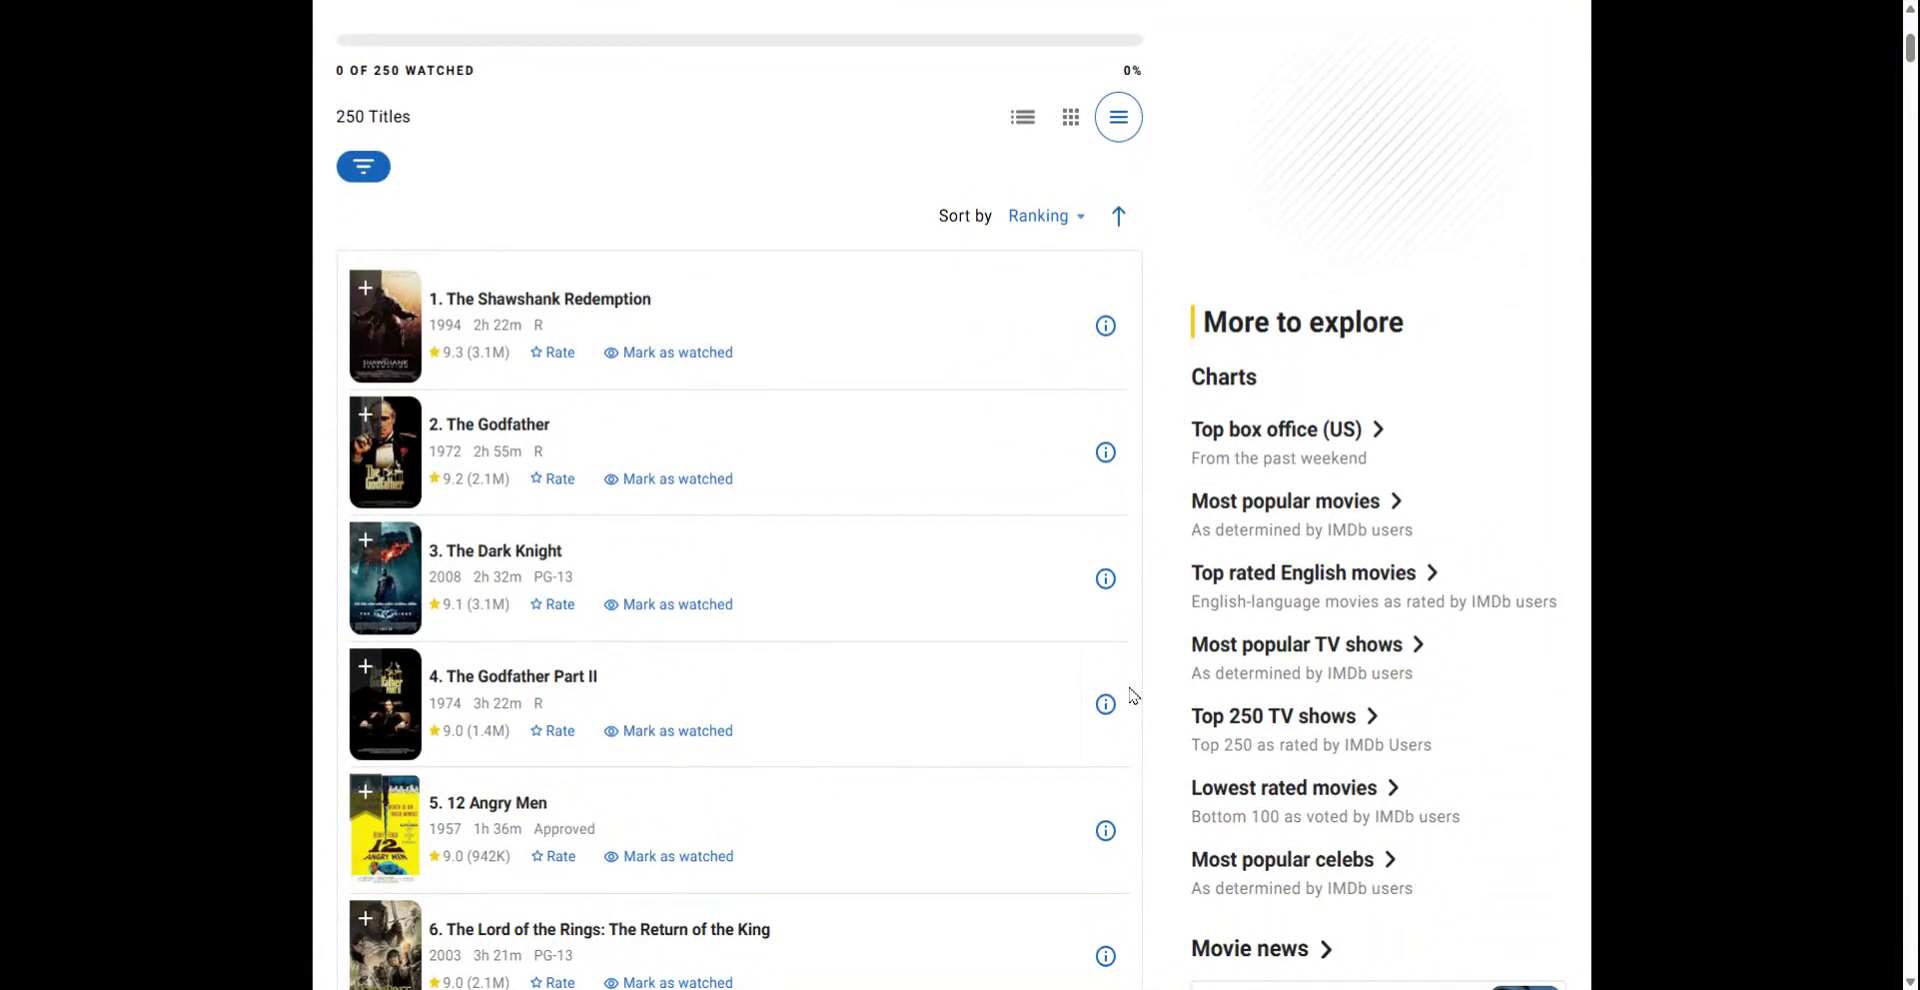 0 OF 250 WATCHED
0%
250 Titles
Sort by Ranking
1. The Shawshank Redemption
1994 2h 22m R
9.3 (3.1M) Rate Mark as watched
2. The Godfather
1972 2h 55m R
9.2 (2.1M) Rate Mark as watched
3. The Dark Knight
2008 2h 32m PG-13
9.1 (3.1M) Rate Mark as watched
4. The Godfather Part II
1974 3h 22m R
9.0 (1.4M) Rate Mark as watched
5. 12 Angry Men
1957 1h 36m Approved
9.0 (942K) Rate Mark as watched
6. The Lord of the Rings: The Return of the King
2003 3h 21m PG-13
9.0 (2.1M) Rate Mark as watched
More to explore
Charts
Top box office (US)
From the past weekend
Most popular movies
As determined by IMDb users
Top rated English movies
English-language movies as rated by IMDb users
Most popular TV shows
As determined by IMDb users
Top 250 TV shows
Top 250 as rated by IMDb Users
Lowest rated movies
Bottom 100 as voted by IMDb users
Most popular celebs
As determined by IMDb users
Movie news